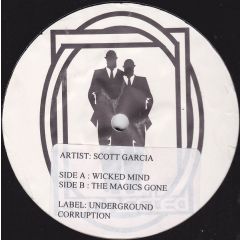 ARTIST: SCOTT GARCIA
SIDE A : WICKED MIND
SIDE B : THE MAGICS GONE
LABEL: UNDERGROUND
CORRUPTION